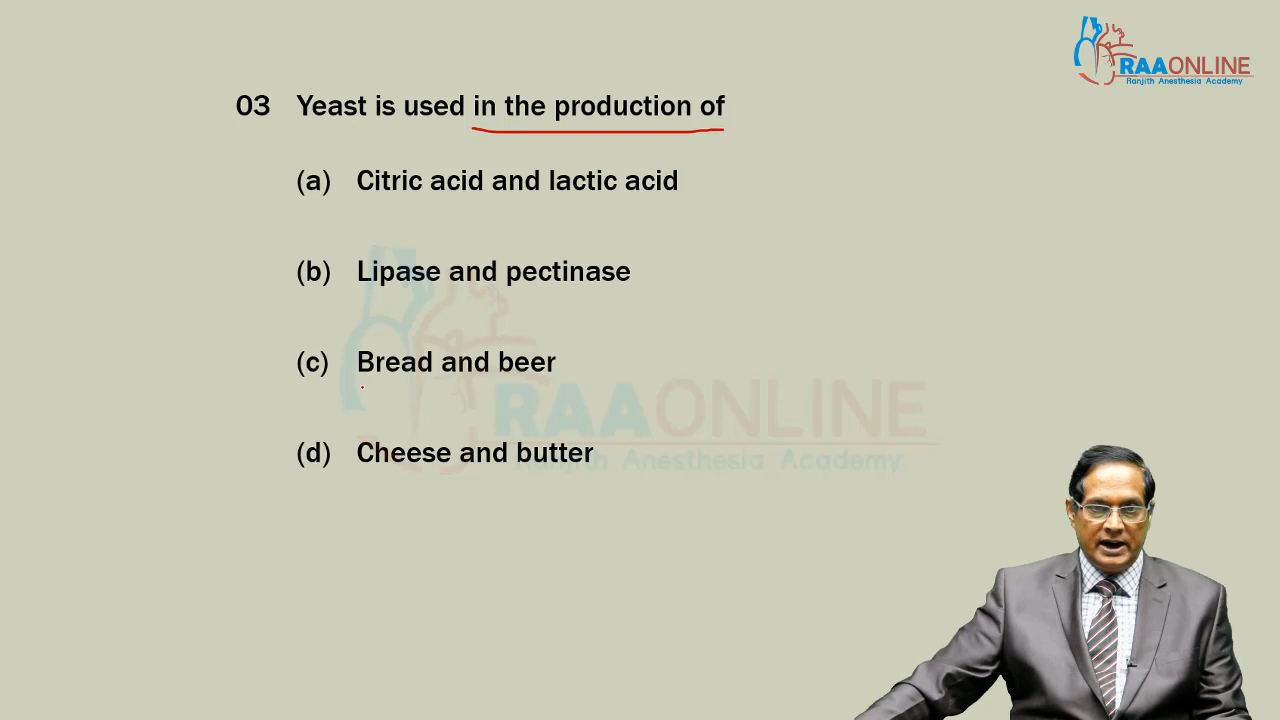 RAAONLINE
Ranjith Anesthesia Academy
03 Yeast is used in the production of
(a) Citric acid and lactic acid
(b) Lipase and pectinase
(c) Bread and beer
RAAONLINE
(d) Cheese and butter
Ranjith Anesthesia Academy